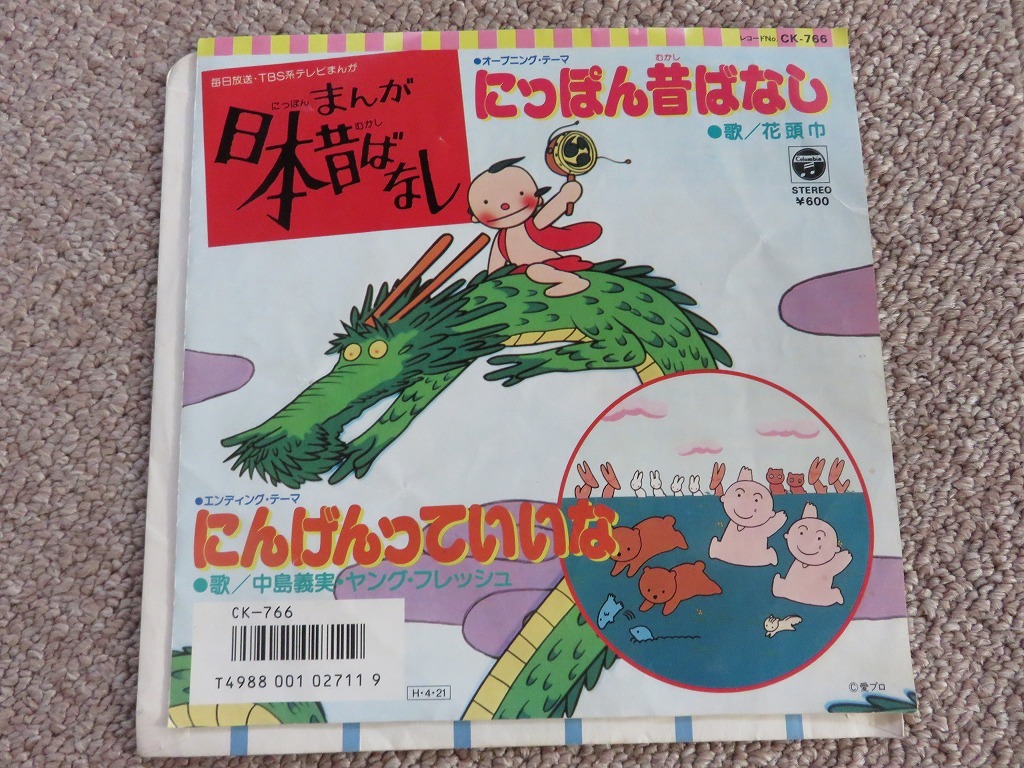 レコードNo. CK-766
毎日放送・TBS系テレビまんが
にっぽん
まんが
むかし
日本昔ばなし
●オープニング・テーマ
むかし
にっぽん昔ばなし
●歌／花頭巾
Columbia
STEREO
¥600
●エンディング・テーマ
にんげんっていいな
●歌／中島義実・ヤング・フレッシュ
CK-766
T4988 001 02711 9
H・4・21
©愛プロ